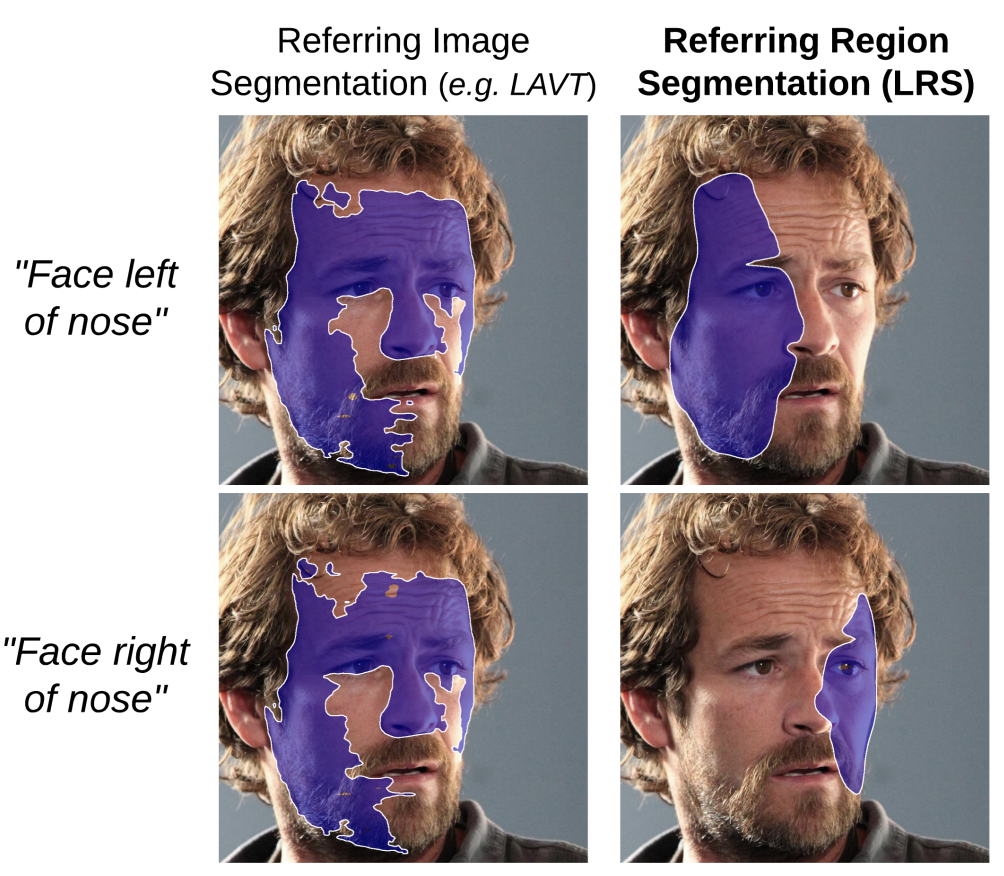 Referring Image
Segmentation (e.g. LAVT)
Referring Region
Segmentation (LRS)
"Face left
of nose"
"Face right
of nose"